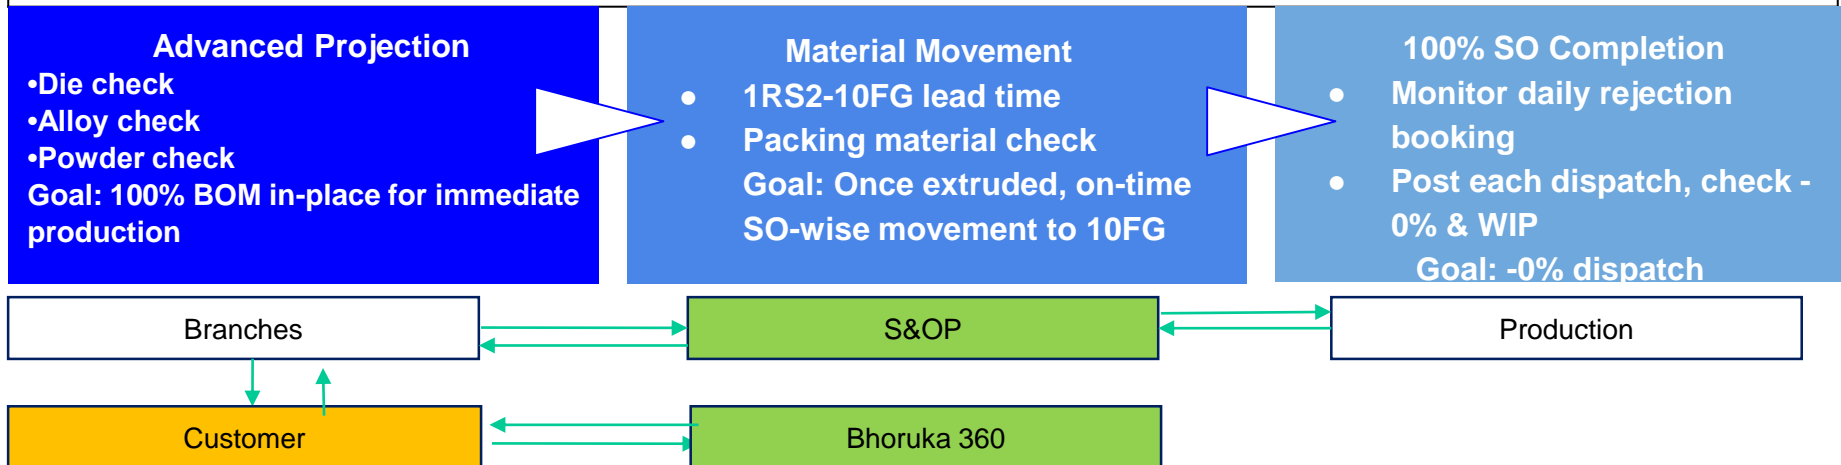 Advanced Projection
•Die check
•Alloy check
•Powder check
Goal: 100% BOM in-place for immediate
production
Material Movement
● 1RS2-10FG lead time
● Packing material check
Goal: Once extruded, on-time
SO-wise movement to 10FG
100% SO Completion
● Monitor daily rejection
booking
● Post each dispatch, check -
0% & WIP
Goal: -0% dispatch
Branches
S&OP
Production
Customer
Bhoruka 360